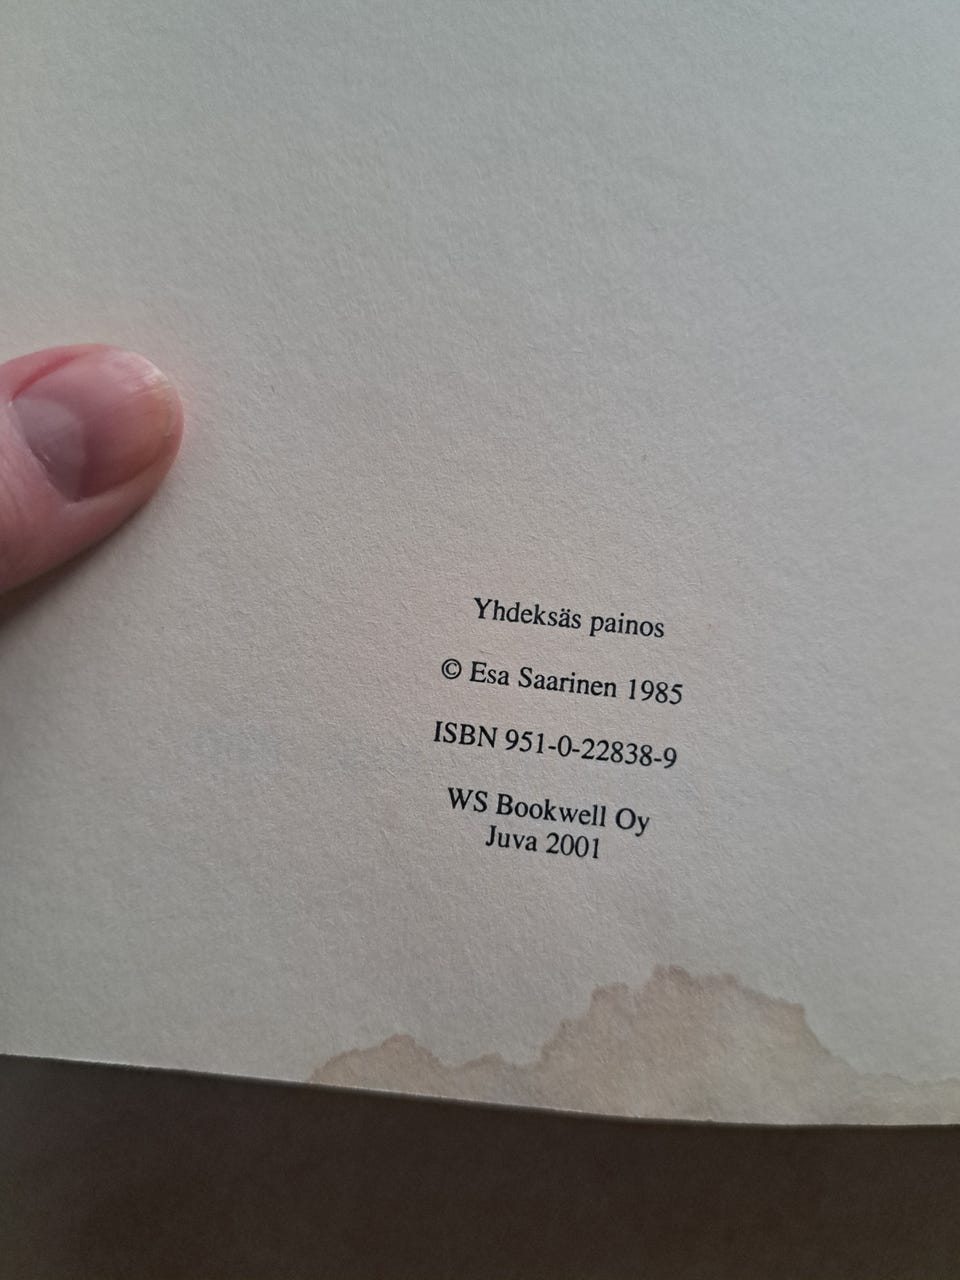 Yhdeksäs painos
© Esa Saarinen 1985
ISBN 951-0-22838-9
WS Bookwell Oy
Juva 2001